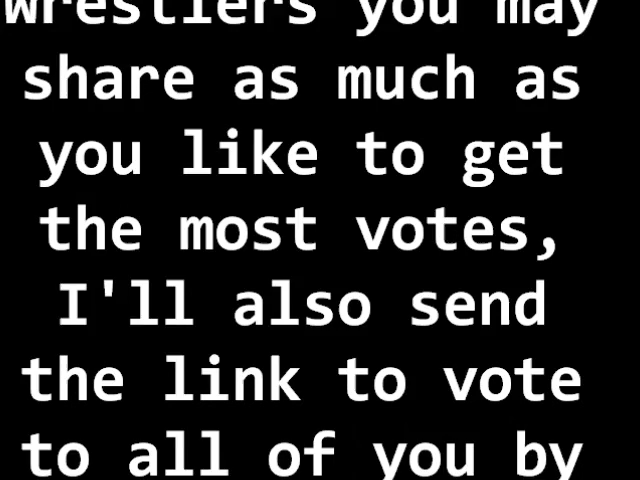 wrestlers you may
share as much as
you like to get
the most votes,
I'll also send
the link to vote
to all of you by